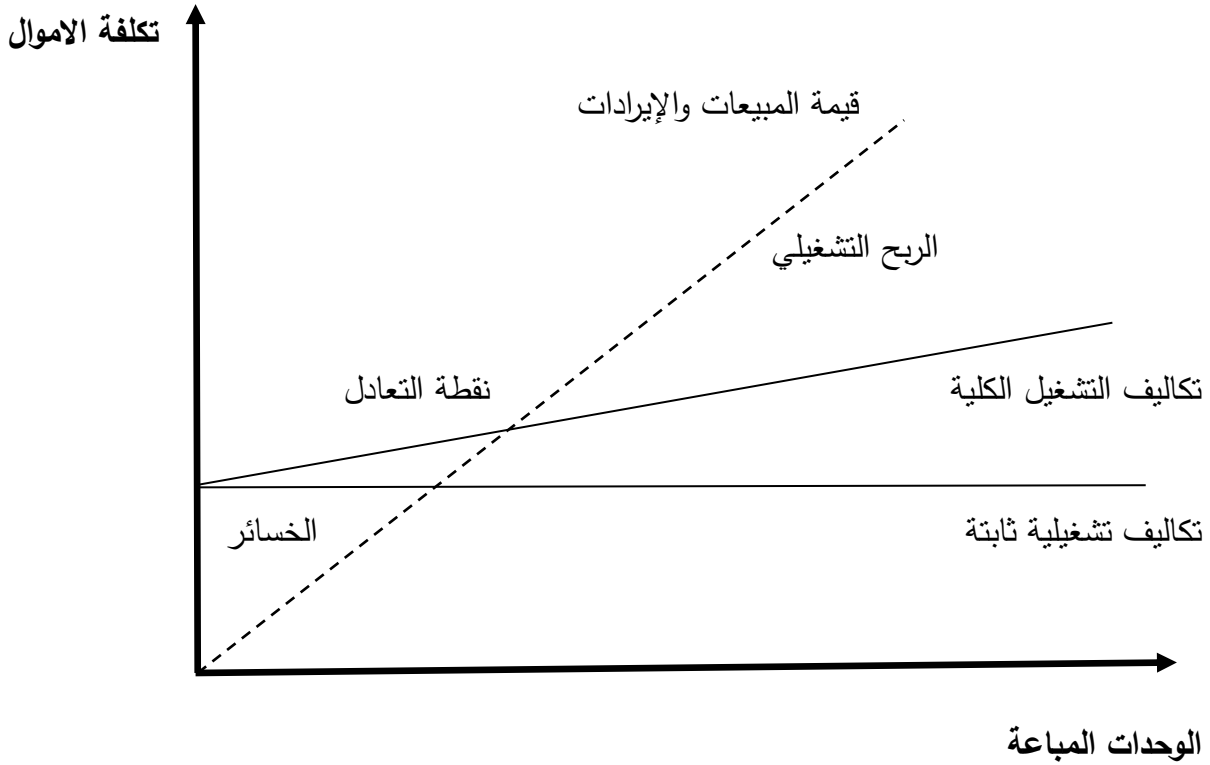 تكلفة الاموال
قيمة المبيعات والإيرادات
الربح التشغيلي
نقطة التعادل
تكاليف التشغيل الكلية
الخسائر
تكاليف تشغيلية ثابتة
الوحدات المباعة